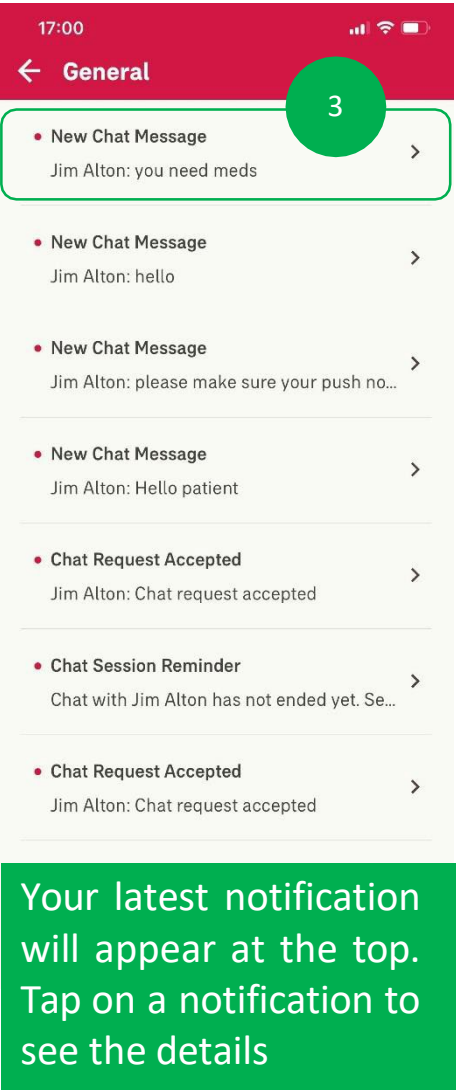 17:00
General
3
New Chat Message
Jim Alton: you need meds
New Chat Message
Jim Alton: hello
New Chat Message
Jim Alton: please make sure your push no...
New Chat Message
Jim Alton: Hello patient
Chat Request Accepted
Jim Alton: Chat request accepted
Chat Session Reminder
Chat with Jim Alton has not ended yet. Se...
Chat Request Accepted
Jim Alton: Chat request accepted
Your latest notification
will appear at the top.
Tap on a notification to
see the details